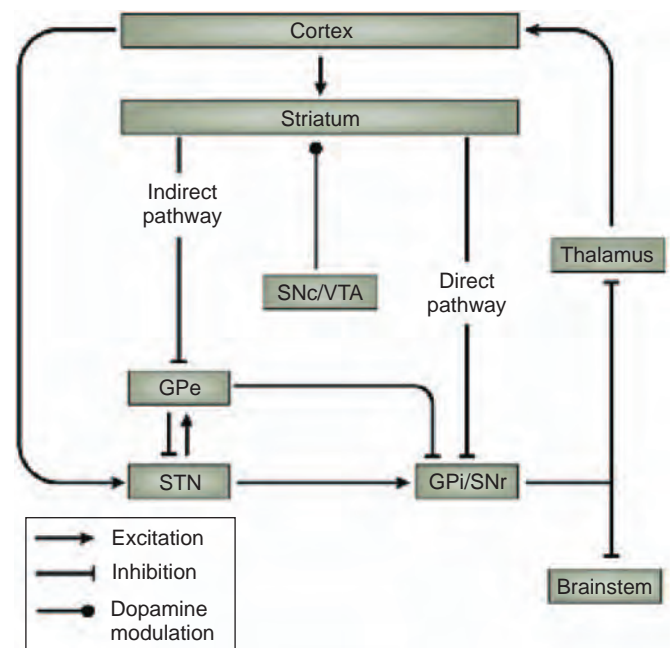 Cortex
Striatum
Indirect
pathway
SNc/VTA
Direct
pathway
Thalamus
GPe
STN
GPi/SNr
Brainstem
Excitation
Inhibition
Dopamine
modulation